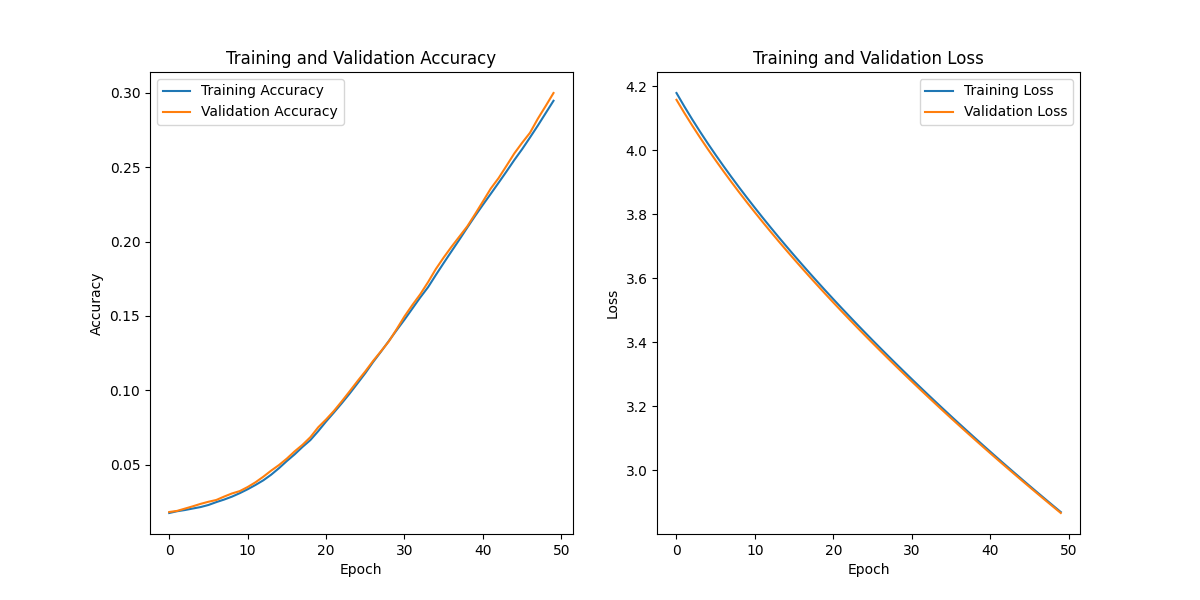 Training and Validation Accuracy
Training Accuracy
Validation Accuracy
0.30
0.25
0.20
0.15
0.10
0.05
Accuracy
0
10
20
30
40
50
Epoch
Training and Validation Loss
Training Loss
Validation Loss
4.2
4.0
3.8
3.6
3.4
3.2
3.0
Loss
0
10
20
30
40
50
Epoch